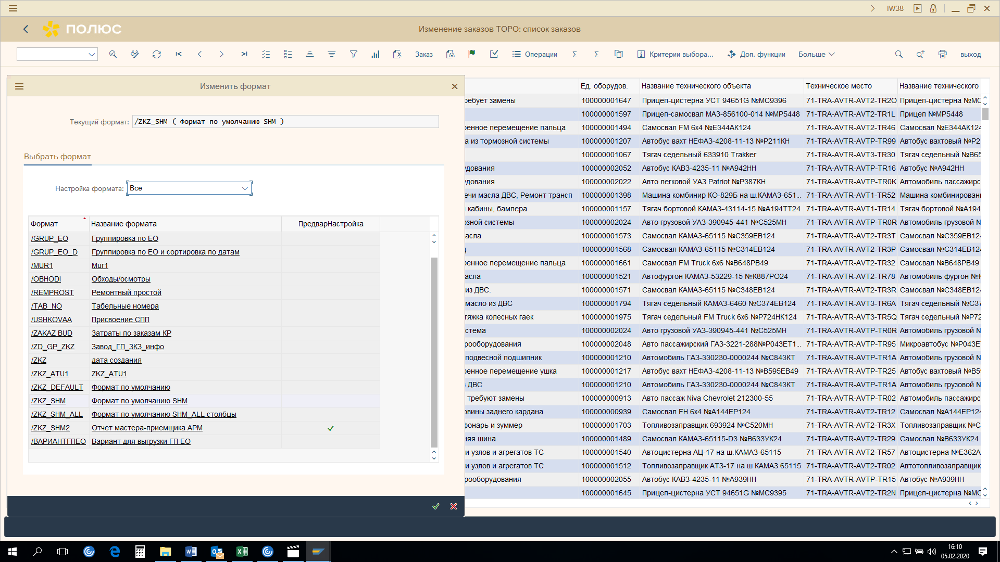 IW38
ПОЛЮС
Изменение заказов ТОРО: список заказов
Заказ
Операции
Критерии выбора...
Доп. функции
Больше
выход
Изменить формат
Текущий формат: /ZKZ_SHM ( Формат по умолчанию SHM )
Выбрать формат
Настройка формата: Все
Формат Название формата ПредварНастройка
/GRUP_EO Группировка по ЕО
/GRUP_EO_D Группировка по ЕО и сортировка по датам
/MUR1 Mur1
/OBHODI Обходы/осмотры
/REMPROST Ремонтный простой
/TAB_NO Табельные номера
/USHKOVAA Присвоение СПП
/ZAKAZ BUD Затраты по заказам КР
/ZD_GP_ZKZ Завод_ГП_ЗКЗ_инфо
/ZKZ дата создания
/ZKZ_ATU1 ZKZ_ATU1
/ZKZ_DEFAULT Формат по умолчанию
/ZKZ_SHM Формат по умолчанию SHM
/ZKZ_SHM_ALL Формат по умолчанию SHM_ALL столбцы
/ZKZ_SHM2 Отчет мастера-приемщика АРМ
/ВАРИАНТГПЕО Вариант для выгрузки ГП ЕО
Ед. оборудов. Название технического объекта Техническое место Название технического
ребует замены 100000001647 Прицеп-цистерна УСТ 94651G №МС9396 71-TRA-AVTR-AVT2-TR2O Прицеп-цистерна №МС
100000001597 Прицеп-самосвал МАЗ-856100-014 №МР5448 71-TRA-AVTR-AVT2-TR1L Прицеп №МР5448
ренное перемещение пальца 100000001494 Самосвал FM 6x4 №Е344АК124 71-TRA-AVTR-AVT2-TR46 Самосвал №Е344АК124
а из тормозной системы 100000001207 Автобус вахт НЕФАЗ-4208-11-13 №Р211КН 71-TRA-AVTR-AVTP-TR99 Автобус вахтовый №Р2
100000001067 Тягач седельный 633910 Trakker 71-TRA-AVTR-AVT3-TR30 Тягач седельный №В65
удования 100000002052 Автобус КАВЗ-4235-11 №А942НН 71-TRA-AVTR-AVTP-TR16 Автобус №А942НН
удования 100000002022 Авто легковой УАЗ Patriot №Р387КН 71-TRA-AVTR-AVTP-TR0K Автомобиль пассажирс
ечи масла ДВС, Ремонт трансп 100000001398 Машина комбинир КО-829Б на ш.КАМАЗ-651... 71-TRA-AVTR-AVT1-TR52 Машина комбинирован
и кабины, бампера 100000001157 Тягач бортовой КАМАЗ-43114-15 №А194ТТ24 71-TRA-AVTR-AVT1-TR14 Тягач бортовой №А194
озной системы 100000002024 Авто грузовой УАЗ-390945-441 №С525МН 71-TRA-AVTR-AVTP-TR0R Автомобиль грузовой №
асла 100000001573 Самосвал КАМАЗ-65115 №С359ЕВ124 71-TRA-AVTR-AVT2-TR3T Самосвал №С359ЕВ124
100000001568 Самосвал КАМАЗ-65115 №С314ЕВ124 71-TRA-AVTR-AVT2-TR3P Самосвал №С314ЕВ124
ренное перемещение пальца 100000001661 Самосвал FM Truck 6x6 №В648РВ49 71-TRA-AVTR-AVT2-TR32 Самосвал №В648РВ49
асла 100000001521 Автофургон КАМАЗ-53229-15 №К887РО24 71-TRA-AVTR-AVT2-TR78 Автомобиль фургон №К
из ДВС. 100000001571 Самосвал КАМАЗ-65115 №С348ЕВ124 71-TRA-AVTR-AVT2-TR3R Самосвал №С348ЕВ124
масло из ДВС 100000001794 Тягач седельный КАМАЗ-6460 №С374ЕВ124 71-TRA-AVTR-AVT3-TR6A Тягач седельный №С37
тяжка колесных гаек 100000001975 Тягач седельный FM Truck 6x6 №Р724НК124 71-TRA-AVTR-AVT3-TR5Q Тягач седельный №Р72
стема 100000002024 Авто грузовой УАЗ-390945-441 №С525МН 71-TRA-AVTR-AVTP-TR0R Автомобиль грузовой №
рооборудования 100000002048 Авто пассажирский ГАЗ-3221-288№Р043ЕТ1... 71-TRA-AVTR-AVTP-TR95 Микроавтобус №Р043Е
подвесной подшипник 100000001210 Автомобиль ГАЗ-330230-0000244 №С843КТ 71-TRA-AVTR-AVTP-TR1A Автомобиль грузовой №
ренное перемещение ушка 100000001217 Автобус вахт НЕФАЗ-4208-11-13 №В595ЕВ49 71-TRA-AVTR-AVTP-TR25 Автобус вахтовый №В5
ДВС 100000001210 Автомобиль ГАЗ-330230-0000244 №С843КТ 71-TRA-AVTR-AVTP-TR1A Автомобиль грузовой №
требуют замены 100000000913 Авто пассаж Niva Chevrolet 212300-55 71-TRA-AVTR-AVTP-TR02 Автомобиль пассажирс
овины заднего кардана 100000000939 Самосвал FH 6x4 №А144ЕР124 71-TRA-AVTR-AVT2-TR12 Самосвал №А144ЕР124
онарь и зуммер 100000001703 Топливозаправщик 693924 №С520МН 71-TRA-AVTR-AVT2-TR3X Топливозаправщик №С
няя шина 100000001489 Самосвал КАМАЗ-65115-D3 №В633УК24 71-TRA-AVTR-AVT2-TR29 Самосвал №В633УК24
и узлов и агрегатов ТС 100000001540 Автоцистерна АЦ-17 на ш.КАМАЗ-65115 71-TRA-AVTR-AVT2-TR57 Автоцистерна №Е362А
и узлов и агрегатов ТС 100000001512 Топливозаправщик АТЗ-17 на ш КАМАЗ 65115 71-TRA-AVTR-AVT2-TR02 Автотопливозаправщик
рооборудования 100000002055 Автобус КАВЗ-4235-11 №А939НН 71-TRA-AVTR-AVTP-TR15 Автобус №А939НН
100000001645 Прицеп-цистерна УСТ 94651G №МС9395 71-TRA-AVTR-AVT2-TR2N Прицеп-цистерна №МС
16:10
05.02.2020